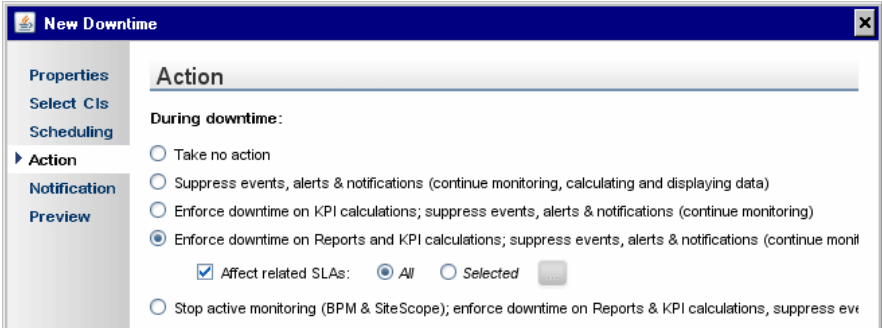 New Downtime
Properties
Select CIs
Scheduling
Action
Notification
Preview
Action
During downtime:
Take no action
Suppress events, alerts & notifications (continue monitoring, calculating and displaying data)
Enforce downtime on KPI calculations; suppress events, alerts & notifications (continue monitoring)
Enforce downtime on Reports and KPI calculations; suppress events, alerts & notifications (continue monit
Affect related SLAs: All Selected ...
Stop active monitoring (BPM & SiteScope); enforce downtime on Reports & KPI calculations, suppress eve